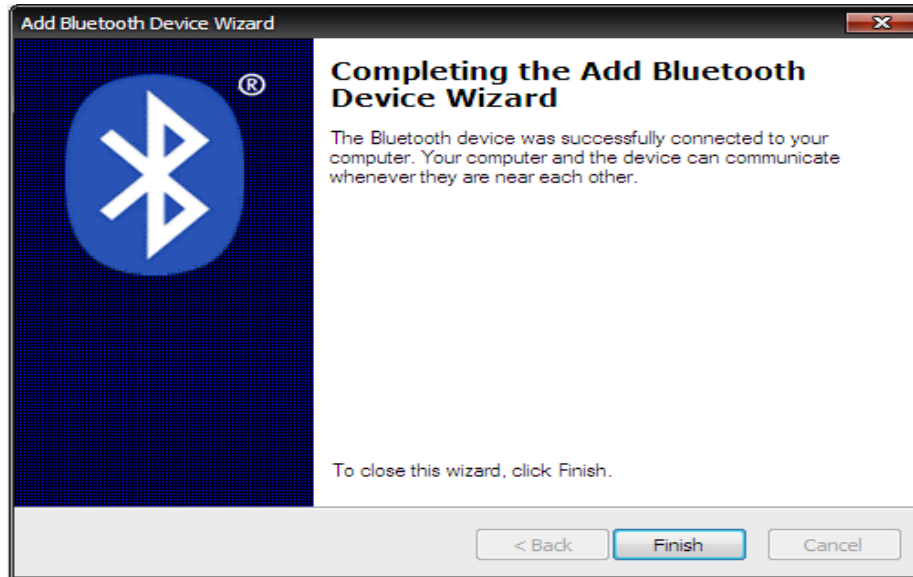 Add Bluetooth Device Wizard
®
Completing the Add Bluetooth
Device Wizard
The Bluetooth device was successfully connected to your
computer. Your computer and the device can communicate
whenever they are near each other.
To close this wizard, click Finish.
< Back Finish Cancel